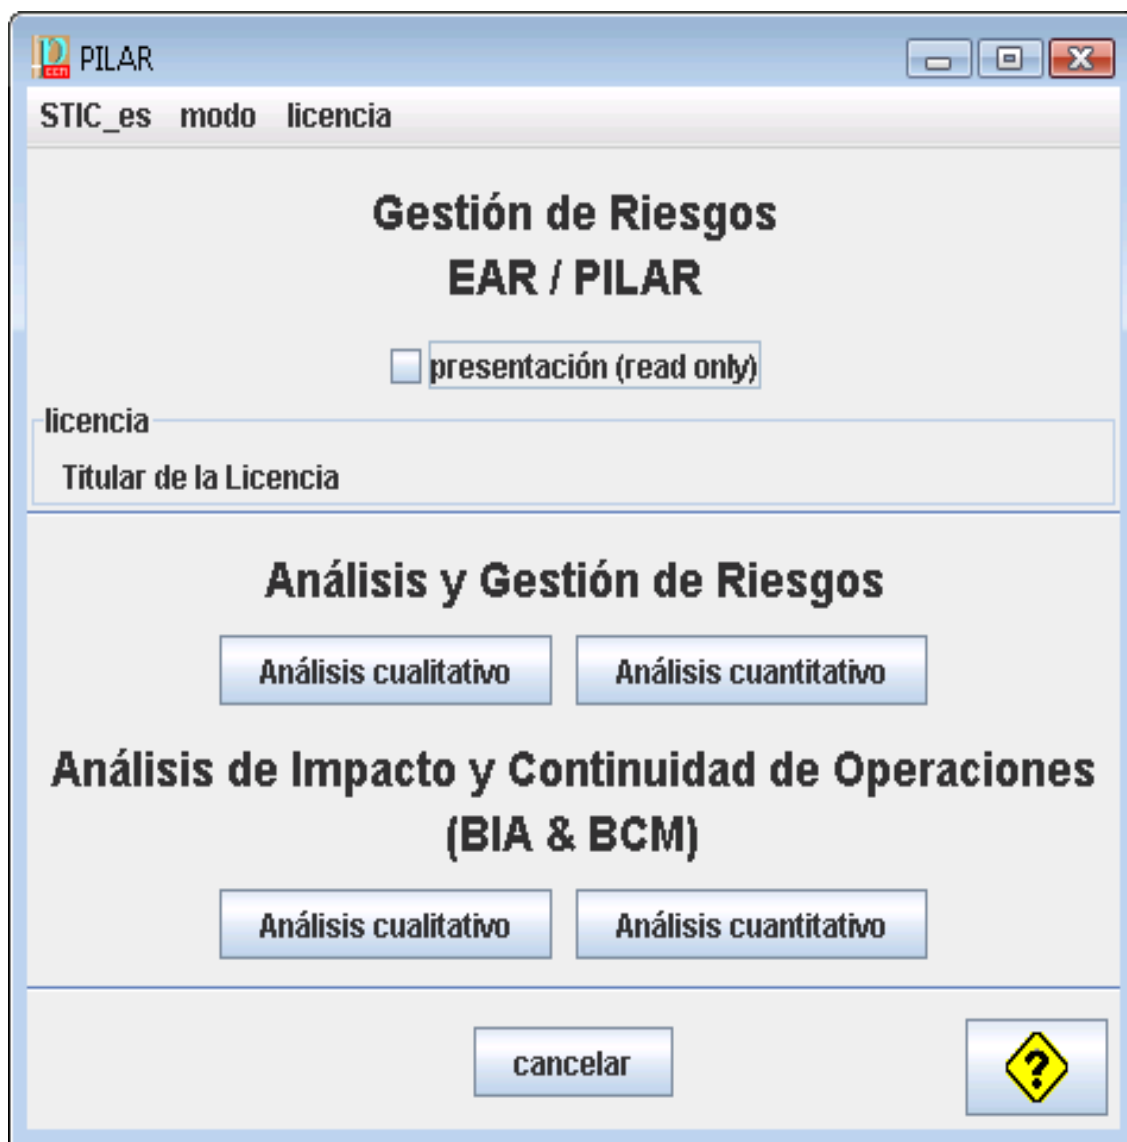 PILAR
STIC_es modo licencia
Gestión de Riesgos
EAR / PILAR
presentación (read only)
licencia
Titular de la Licencia
Análisis y Gestión de Riesgos
Análisis cualitativo Análisis cuantitativo
Análisis de Impacto y Continuidad de Operaciones
(BIA & BCM)
Análisis cualitativo Análisis cuantitativo
cancelar
?